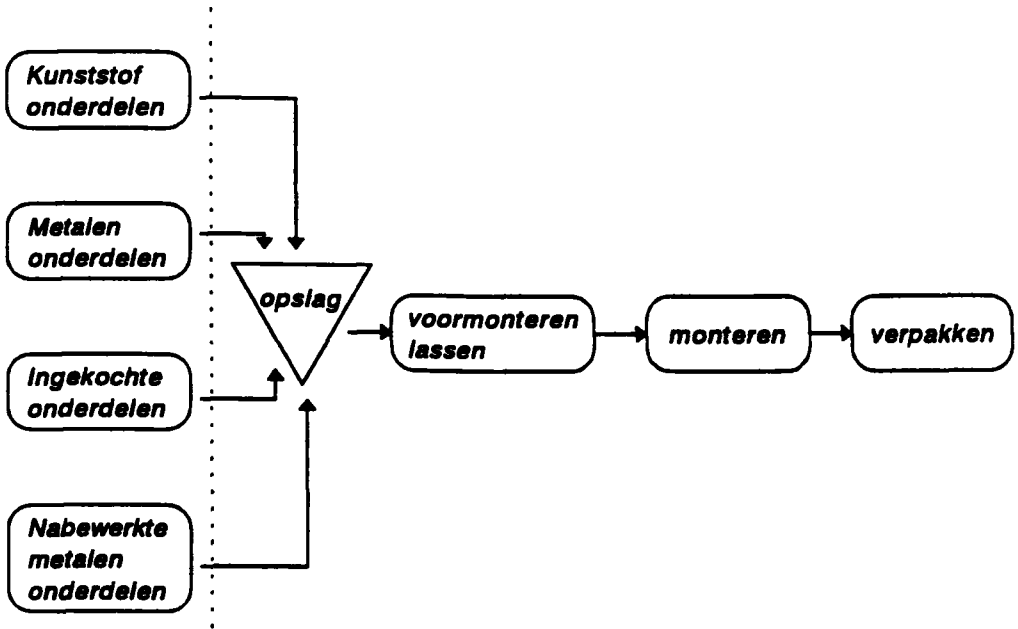 Kunststof
onderdelen
Metalen
onderdelen
opslag
voormonteren
lassen
monteren
verpakken
Ingekochte
onderdelen
Nabewerkte
metalen
onderdelen